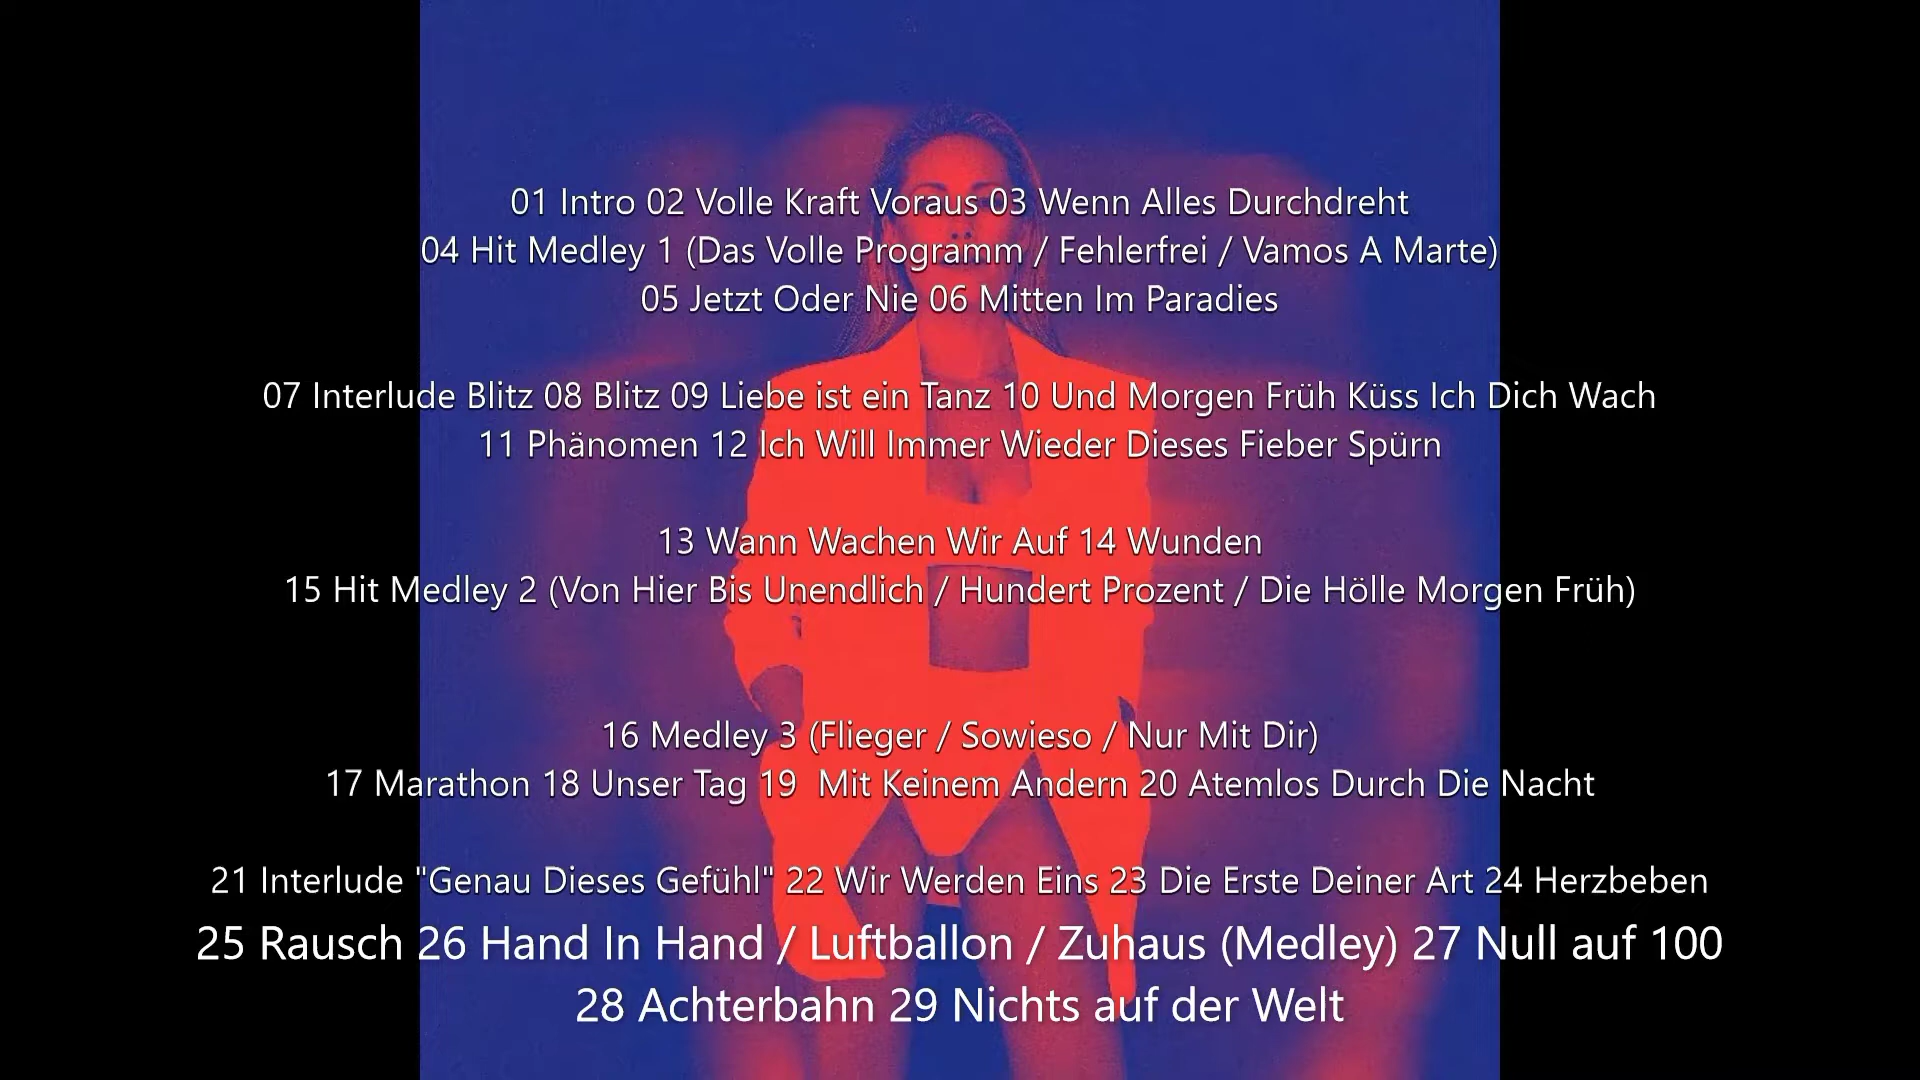 01 Intro 02 Volle Kraft Voraus 03 Wenn Alles Durchdreht
04 Hit Medley 1 (Das Volle Programm / Fehlerfrei / Vamos A Marte)
05 Jetzt Oder Nie 06 Mitten Im Paradies
07 Interlude Blitz 08 Blitz 09 Liebe ist ein Tanz 10 Und Morgen Früh Küss Ich Dich Wach
11 Phänomen 12 Ich Will Immer Wieder Dieses Fieber Spürn
13 Wann Wachen Wir Auf 14 Wunden
15 Hit Medley 2 (Von Hier Bis Unendlich / Hundert Prozent / Die Hölle Morgen Früh)
16 Medley 3 (Flieger / Sowieso / Nur Mit Dir)
17 Marathon 18 Unser Tag 19  Mit Keinem Andern 20 Atemlos Durch Die Nacht
21 Interlude "Genau Dieses Gefühl" 22 Wir Werden Eins 23 Die Erste Deiner Art 24 Herzbeben
25 Rausch 26 Hand In Hand / Luftballon / Zuhaus (Medley) 27 Null auf 100
28 Achterbahn 29 Nichts auf der Welt